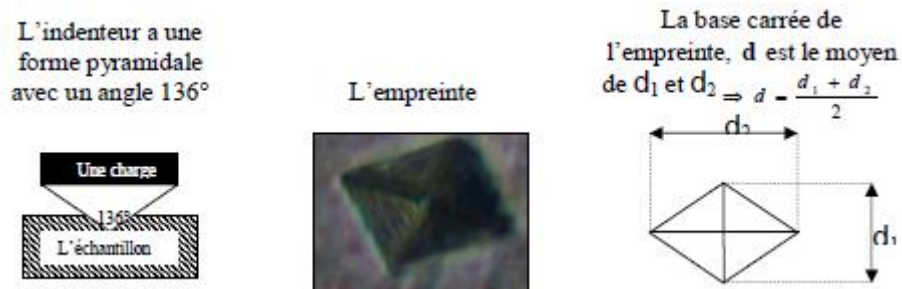 L'indenteur a une
forme pyramidale
avec un angle 136°
Une charge
136°
L'échantillon
L'empreinte
La base carrée de
l'empreinte, d est le moyen
de d1 et d2 ⇒ d = (d1 + d2) / 2
d2
d1